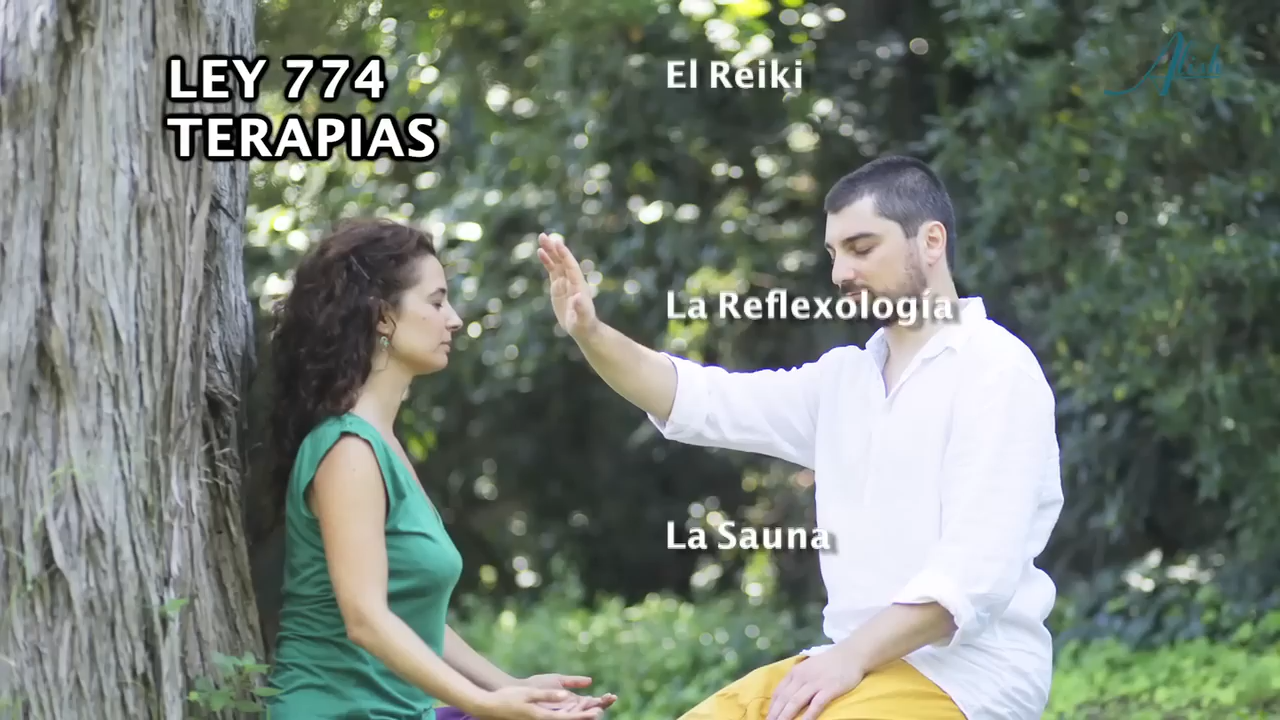 LEY 774
TERAPIAS
El Reiki
La Reflexología
La Sauna